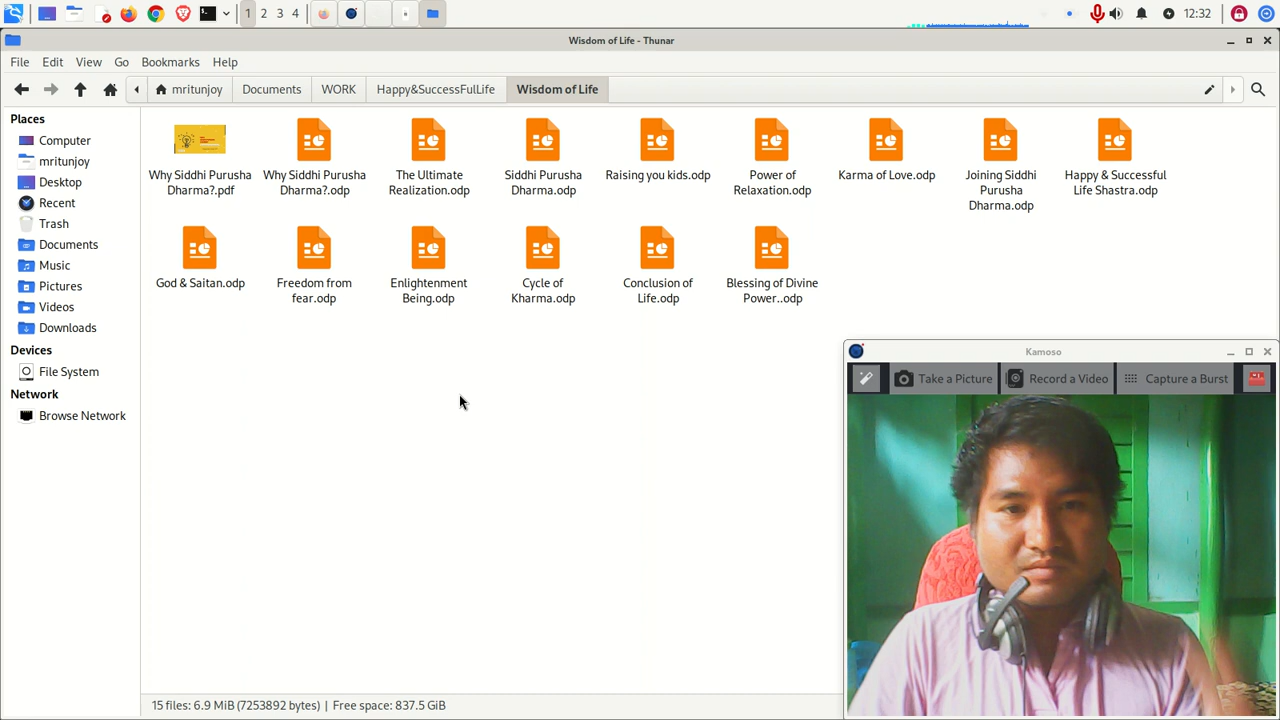 1 2 3 4
12:32
Wisdom of Life - Thunar
File Edit View Go Bookmarks Help
mritunjoy Documents WORK Happy&SuccessFulLife Wisdom of Life
Places
Computer
mritunjoy
Desktop
Recent
Trash
Documents
Music
Pictures
Videos
Downloads
Devices
File System
Network
Browse Network
Why Siddhi Purusha
Dharma?.pdf
Why Siddhi Purusha
Dharma?.odp
The Ultimate
Realization.odp
Siddhi Purusha
Dharma.odp
Raising you kids.odp
Power of
Relaxation.odp
Karma of Love.odp
Joining Siddhi
Purusha
Dharma.odp
Happy & Successful
Life Shastra.odp
God & Saitan.odp
Freedom from
fear.odp
Enlightenment
Being.odp
Cycle of
Kharma.odp
Conclusion of
Life.odp
Blessing of Divine
Power..odp
Kamoso
Take a Picture Record a Video Capture a Burst
15 files: 6.9 MiB (7253892 bytes) | Free space: 837.5 GiB